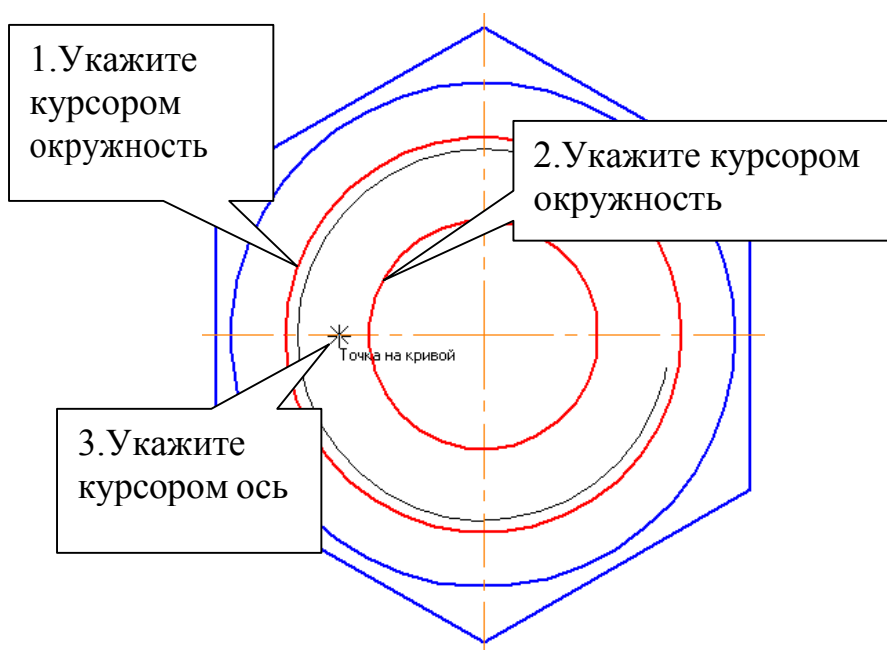 1.Укажите
курсором
окружность
2.Укажите курсором
окружность
Точка на кривой
3.Укажите
курсором ось